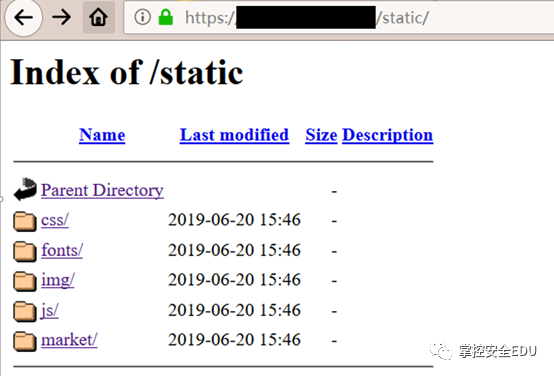 https:// /static/
Index of /static
Name Last modified Size Description
Parent Directory -
css/ 2019-06-20 15:46 -
fonts/ 2019-06-20 15:46 -
img/ 2019-06-20 15:46 -
js/ 2019-06-20 15:46 -
market/ 2019-06-20 15:46 -
掌控安全EDU